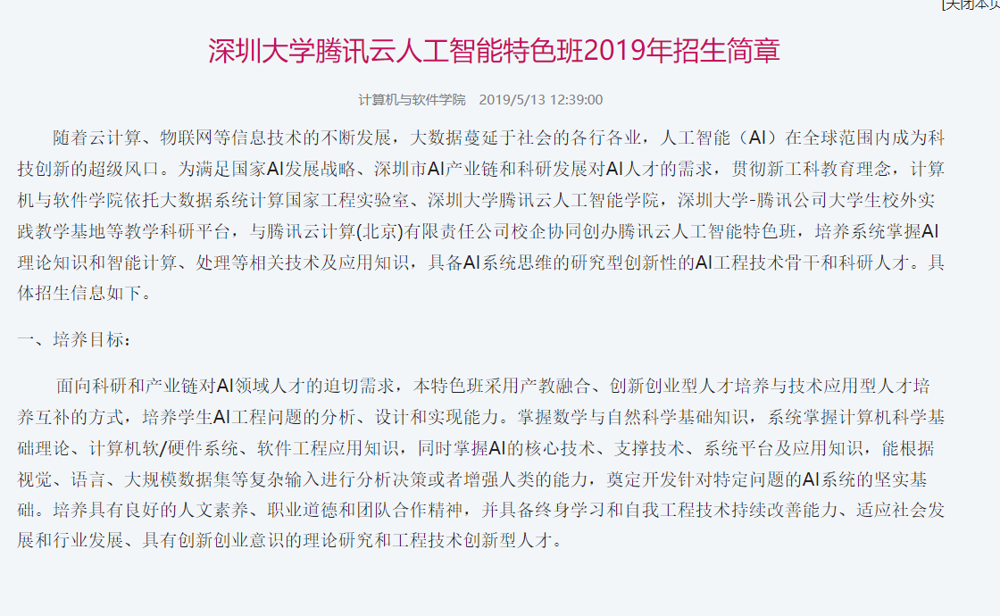 [关闭本页
深圳大学腾讯云人工智能特色班2019年招生简章
计算机与软件学院 2019/5/13 12:39:00
随着云计算、物联网等信息技术的不断发展，大数据蔓延于社会的各行各业，人工智能（AI）在全球范围内成为科
技创新的超级风口。为满足国家AI发展战略、深圳市AI产业链和科研发展对AI人才的需求，贯彻新工科教育理念，计算
机与软件学院依托大数据系统计算国家工程实验室、深圳大学腾讯云人工智能学院，深圳大学-腾讯公司大学生校外实
践教学基地等教学科研平台，与腾讯云计算(北京)有限责任公司校企协同创办腾讯云人工智能特色班，培养系统掌握AI
理论知识和智能计算、处理等相关技术及应用知识，具备AI系统思维的研究型创新性的AI工程技术骨干和科研人才。具
体招生信息如下。
一、培养目标：
面向科研和产业链对AI领域人才的迫切需求，本特色班采用产教融合、创新创业型人才培养与技术应用型人才培
养互补的方式，培养学生AI工程问题的分析、设计和实现能力。掌握数学与自然科学基础知识，系统掌握计算机科学基
础理论、计算机软/硬件系统、软件工程应用知识，同时掌握AI的核心技术、支撑技术、系统平台及应用知识，能根据
视觉、语言、大规模数据集等复杂输入进行分析决策或者增强人类的能力，奠定开发针对特定问题的AI系统的坚实基
础。培养具有良好的人文素养、职业道德和团队合作精神，并具备终身学习和自我工程技术持续改善能力、适应社会发
展和行业发展、具有创新创业意识的理论研究和工程技术创新型人才。